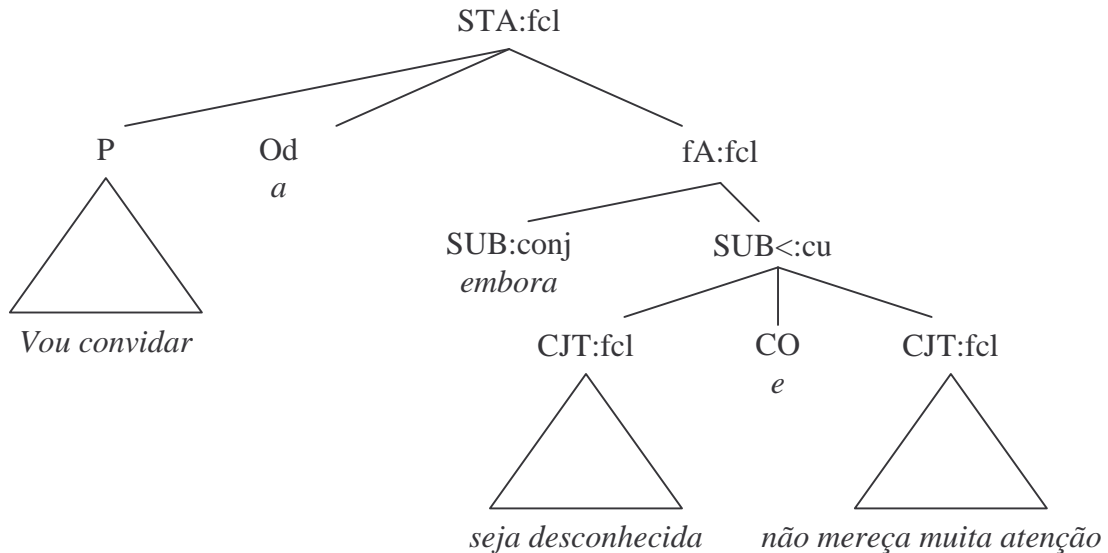 STA:fcl
P Od fA:fcl
a
SUB:conj SUB<:cu
embora
Vou convidar CJT:fcl CO CJT:fcl
e
seja desconhecida não mereça muita atenção